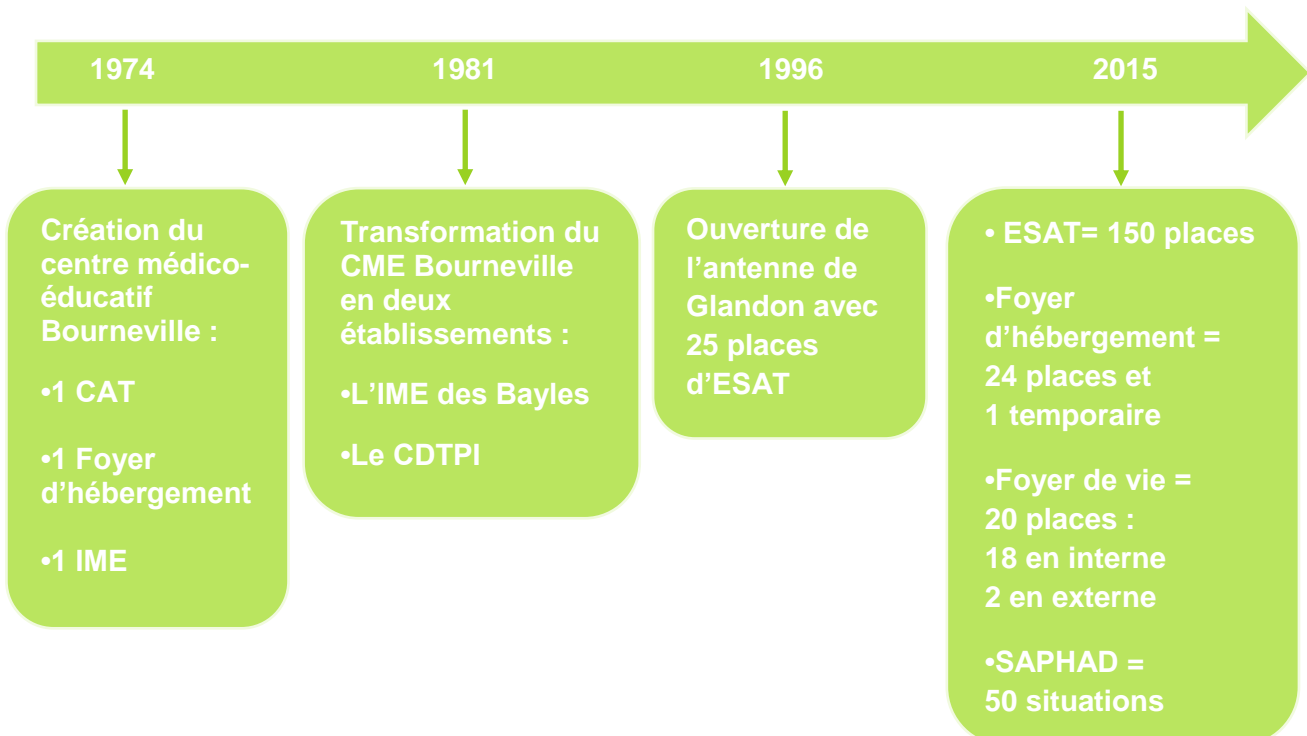 1974 1981 1996 2015
Création du
centre médico-
éducatif
Bourneville :
•1 CAT
•1 Foyer
d’hébergement
•1 IME
Transformation du
CME Bourneville
en deux
établissements :
•L’IME des Bayles
•Le CDTPI
Ouverture de
l’antenne de
Glandon avec
25 places
d’ESAT
• ESAT= 150 places
•Foyer
d’hébergement =
24 places et
1 temporaire
•Foyer de vie =
20 places :
18 en interne
2 en externe
•SAPHAD =
50 situations